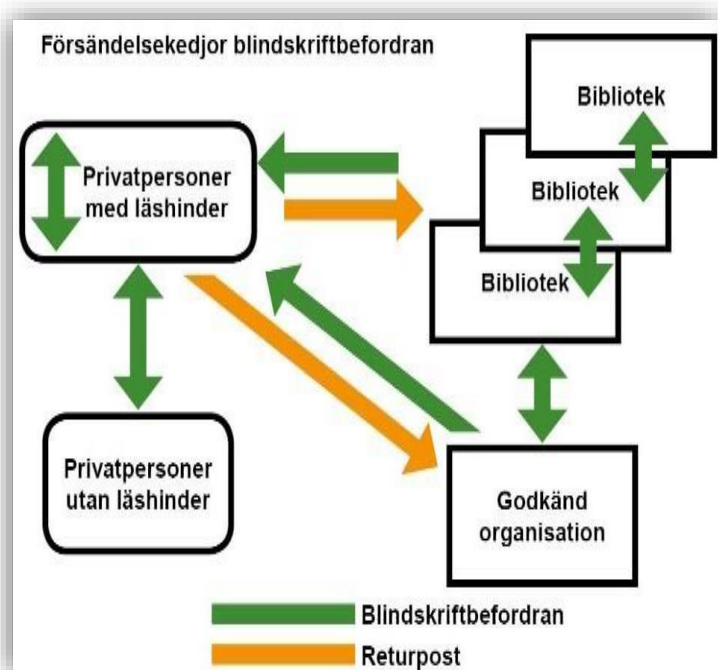 Försändelsekedjor blindskriftbefordran
Bibliotek
Privatpersoner
med läshinder
Bibliotek
Bibliotek
Privatpersoner
utan läshinder
Godkänd
organisation
Blindskriftbefordran
Returpost